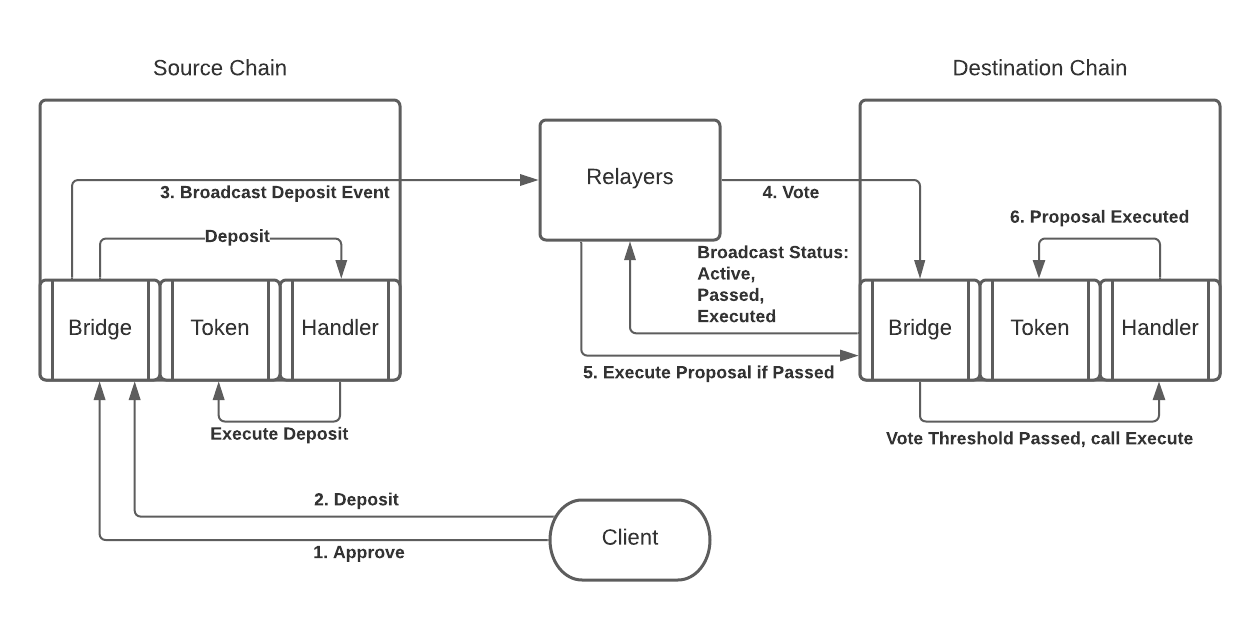 Source Chain
Destination Chain
Relayers
3. Broadcast Deposit Event
4. Vote
6. Proposal Executed
Deposit
Broadcast Status:
Active,
Passed,
Executed
Bridge
Token
Handler
Bridge
Token
Handler
5. Execute Proposal if Passed
Execute Deposit
Vote Threshold Passed, call Execute
2. Deposit
Client
1. Approve